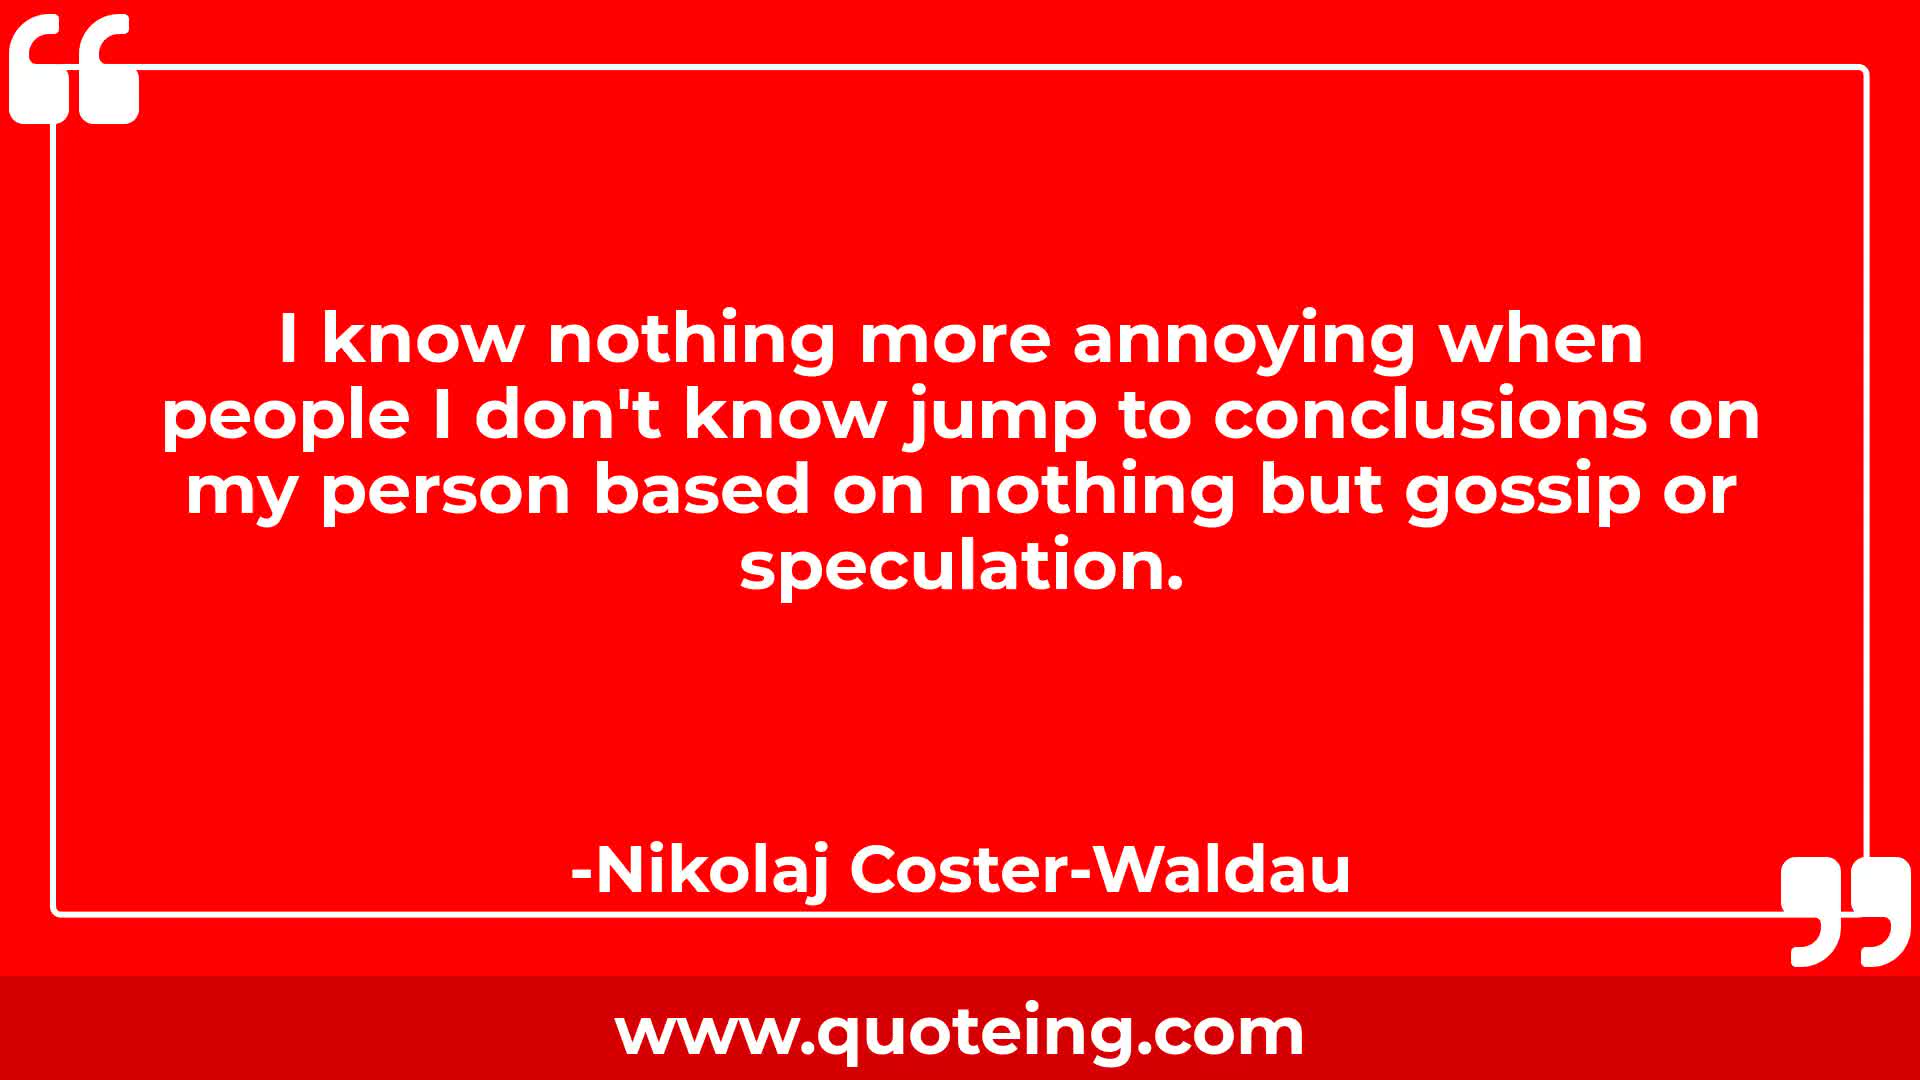 I know nothing more annoying when
people I don't know jump to conclusions on
my person based on nothing but gossip or
speculation.
-Nikolaj Coster-Waldau
www.quoteing.com